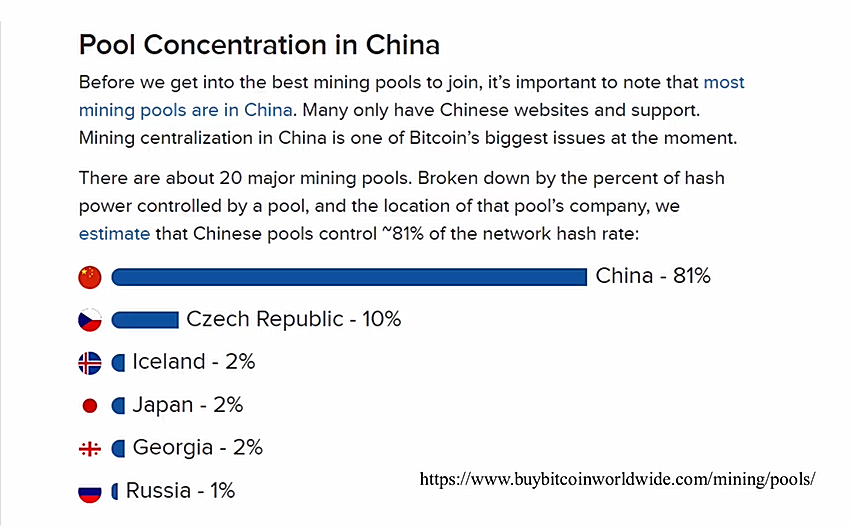 Pool Concentration in China
Before we get into the best mining pools to join, it's important to note that most
mining pools are in China. Many only have Chinese websites and support.
Mining centralization in China is one of Bitcoin's biggest issues at the moment.
There are about 20 major mining pools. Broken down by the percent of hash
power controlled by a pool, and the location of that pool's company, we
estimate that Chinese pools control ~81% of the network hash rate:
China - 81%
Czech Republic - 10%
Iceland - 2%
Japan - 2%
Georgia - 2%
Russia - 1%
https://www.buybitcoinworldwide.com/mining/pools/